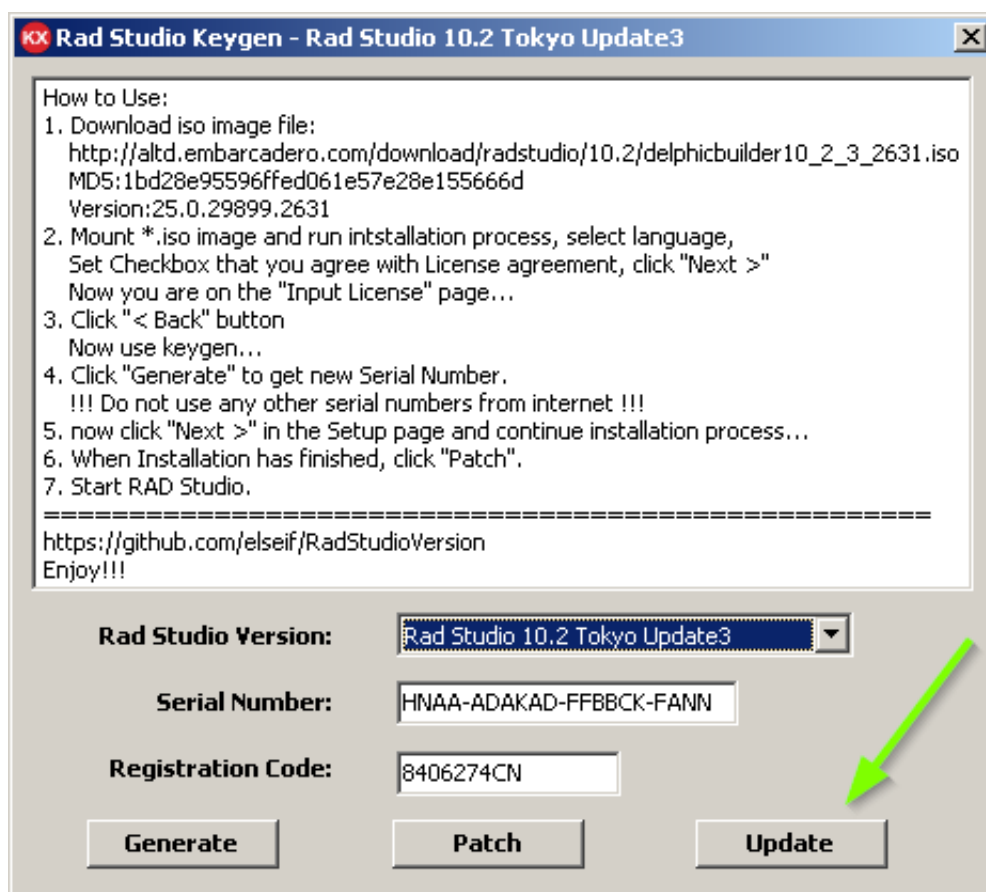 KX Rad Studio Keygen - Rad Studio 10.2 Tokyo Update3
How to Use:
1. Download iso image file:
http://altd.embarcadero.com/download/radstudio/10.2/delphicbuilder10_2_3_2631.iso
MD5:1bd28e95596ffed061e57e28e155666d
Version:25.0.29899.2631
2. Mount *.iso image and run intstallation process, select language,
Set Checkbox that you agree with License agreement, click "Next >"
Now you are on the "Input License" page...
3. Click "< Back" button
Now use keygen...
4. Click "Generate" to get new Serial Number.
!!! Do not use any other serial numbers from internet !!!
5. now click "Next >" in the Setup page and continue installation process...
6. When Installation has finished, click "Patch".
7. Start RAD Studio.
======================================================
https://github.com/elseif/RadStudioVersion
Enjoy!!!
Rad Studio Version: Rad Studio 10.2 Tokyo Update3
Serial Number: HNAA-ADAKAD-FFBBCK-FANN
Registration Code: 8406274CN
Generate Patch Update